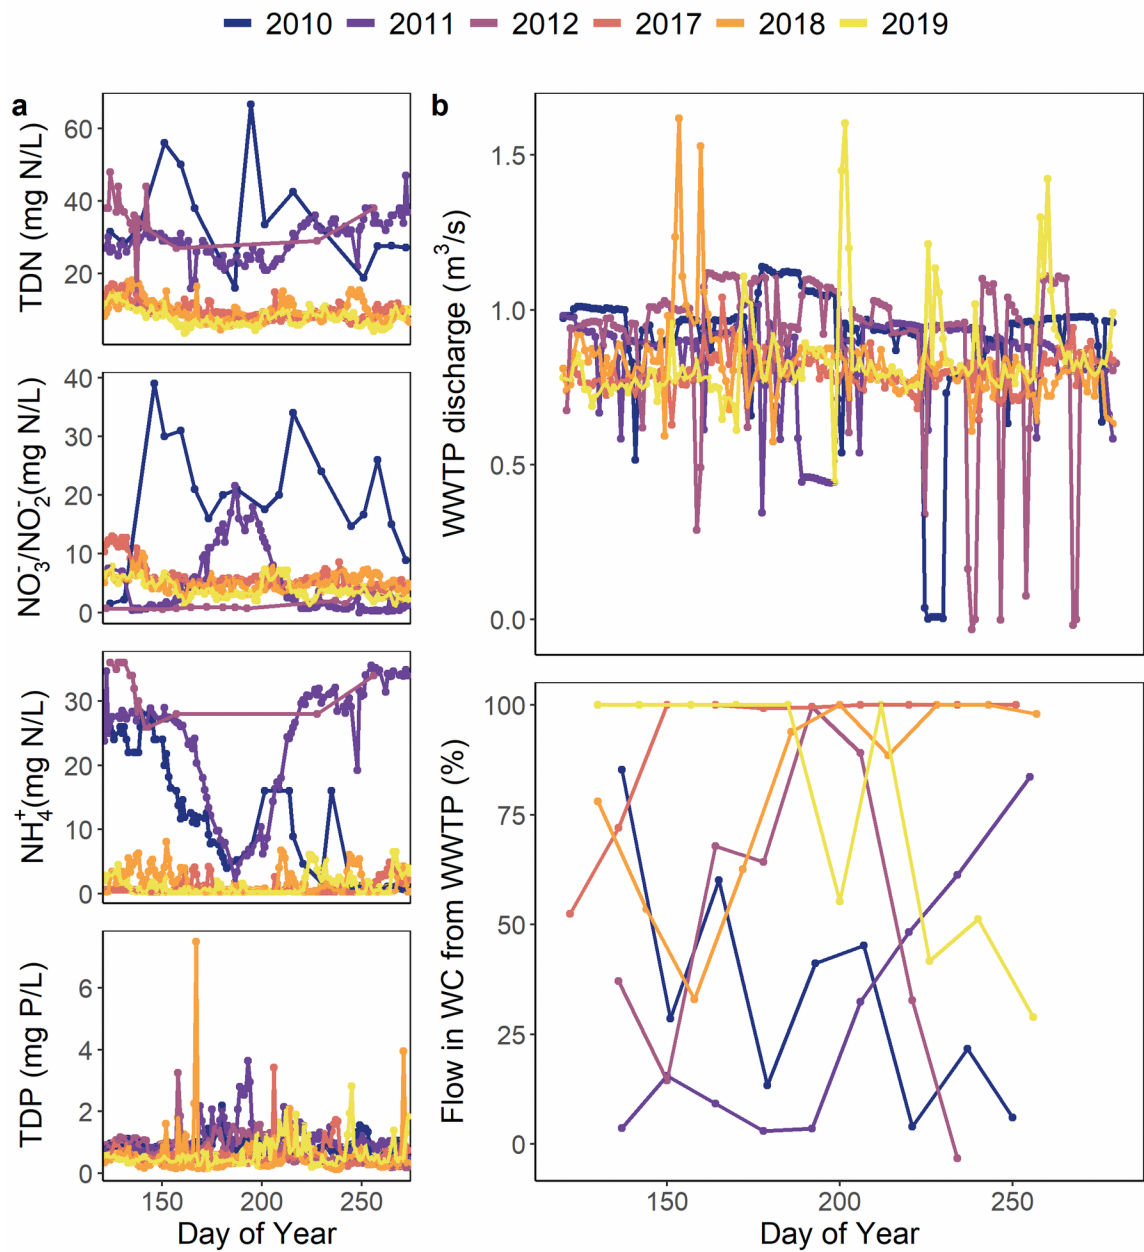 2010 2011 2012 2017 2018 2019
a
TDN (mg N/L)
60
40
20
NO₃⁻/NO₂⁻(mg N/L)
40
30
20
10
0
NH₄⁺(mg N/L)
30
20
10
0
TDP (mg P/L)
6
4
2
0
150 200 250
Day of Year
b
WWTP discharge (m³/s)
1.5
1.0
0.5
0.0
Flow in WC from WWTP (%)
100
75
50
25
0
150 200 250
Day of Year